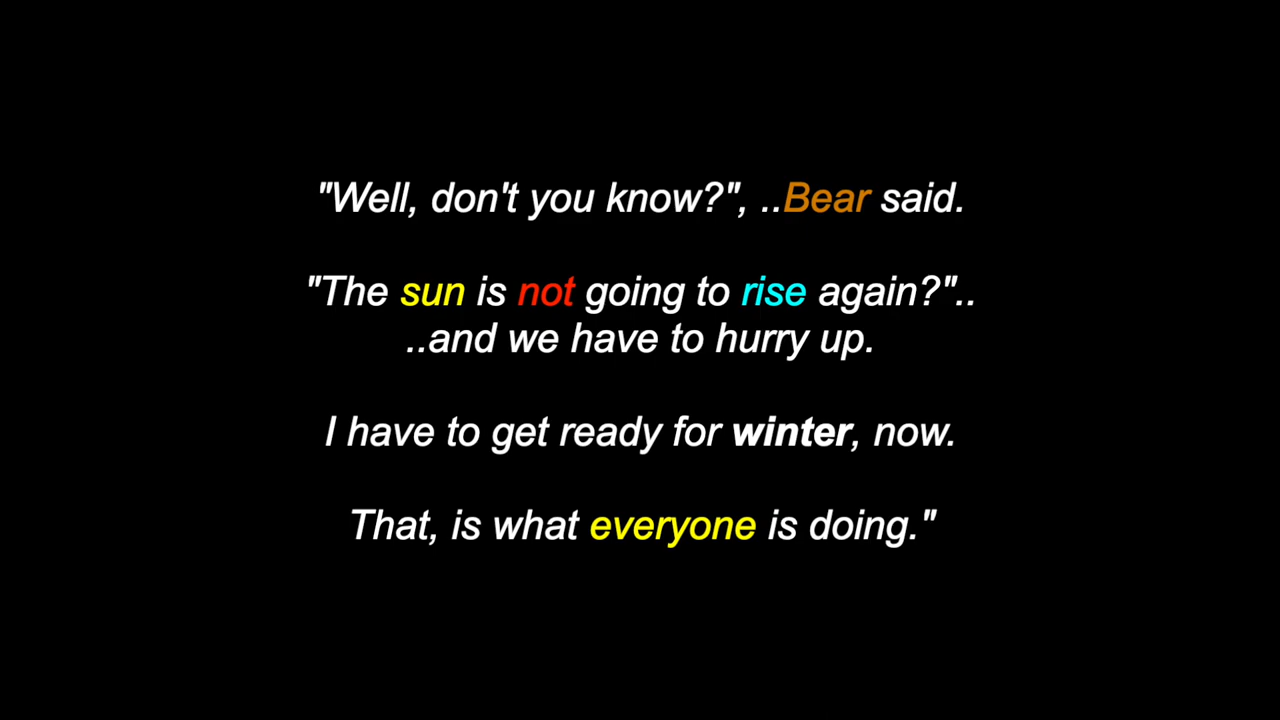 "Well, don't you know?", ..Bear said.
"The sun is not going to rise again?"..
..and we have to hurry up.
I have to get ready for winter, now.
That, is what everyone is doing."